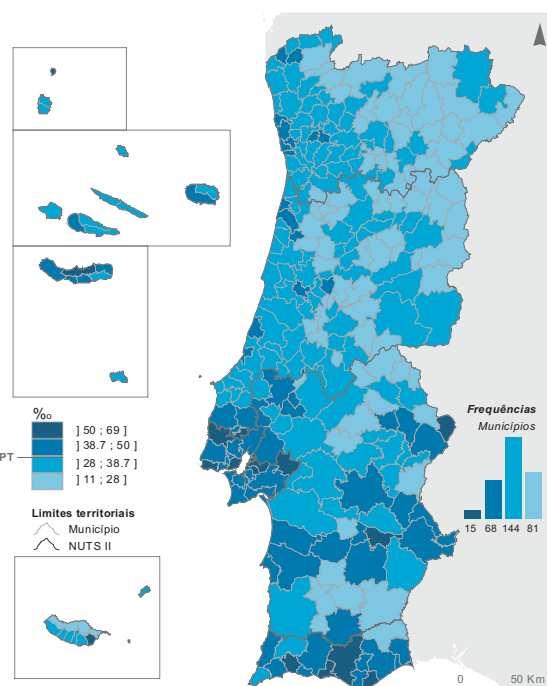 ‰
] 50 ; 69 ]
] 38.7 ; 50 ]
PT
] 28 ; 38.7 ]
] 11 ; 28 ]
Limites territoriais
Município
NUTS II
Frequências
Municípios
15 68 144 81
0 50 Km